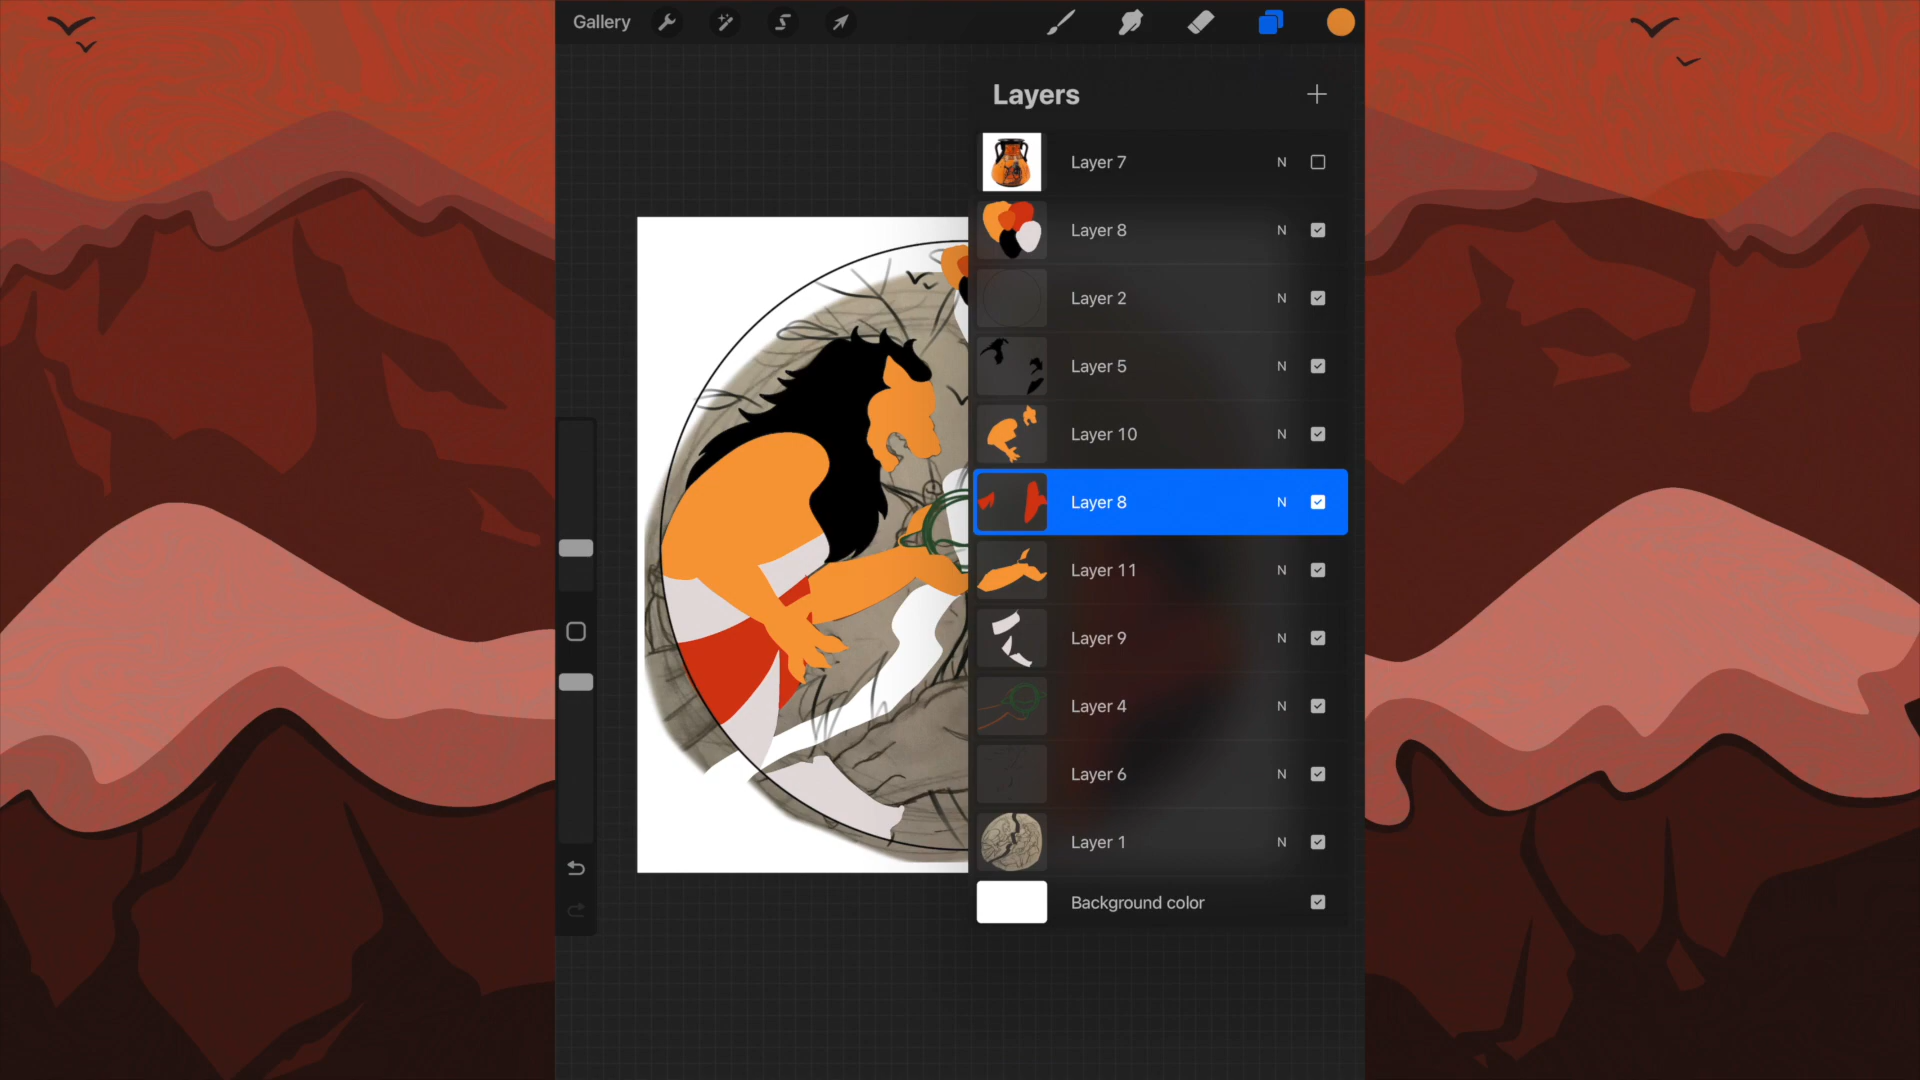 Gallery
Layers
Layer 7 N
Layer 8 N
Layer 2 N
Layer 5 N
Layer 10 N
Layer 8 N
Layer 11 N
Layer 9 N
Layer 4 N
Layer 6 N
Layer 1 N
Background color